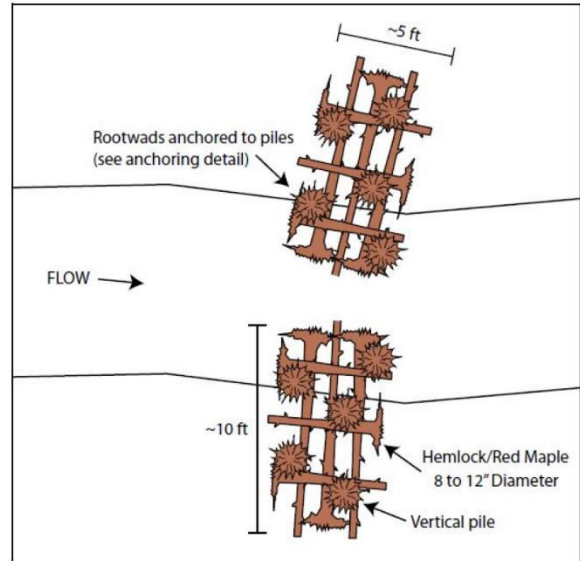 ~5 ft
Rootwads anchored to piles
(see anchoring detail)
FLOW
~10 ft
Hemlock/Red Maple
8 to 12" Diameter
Vertical pile